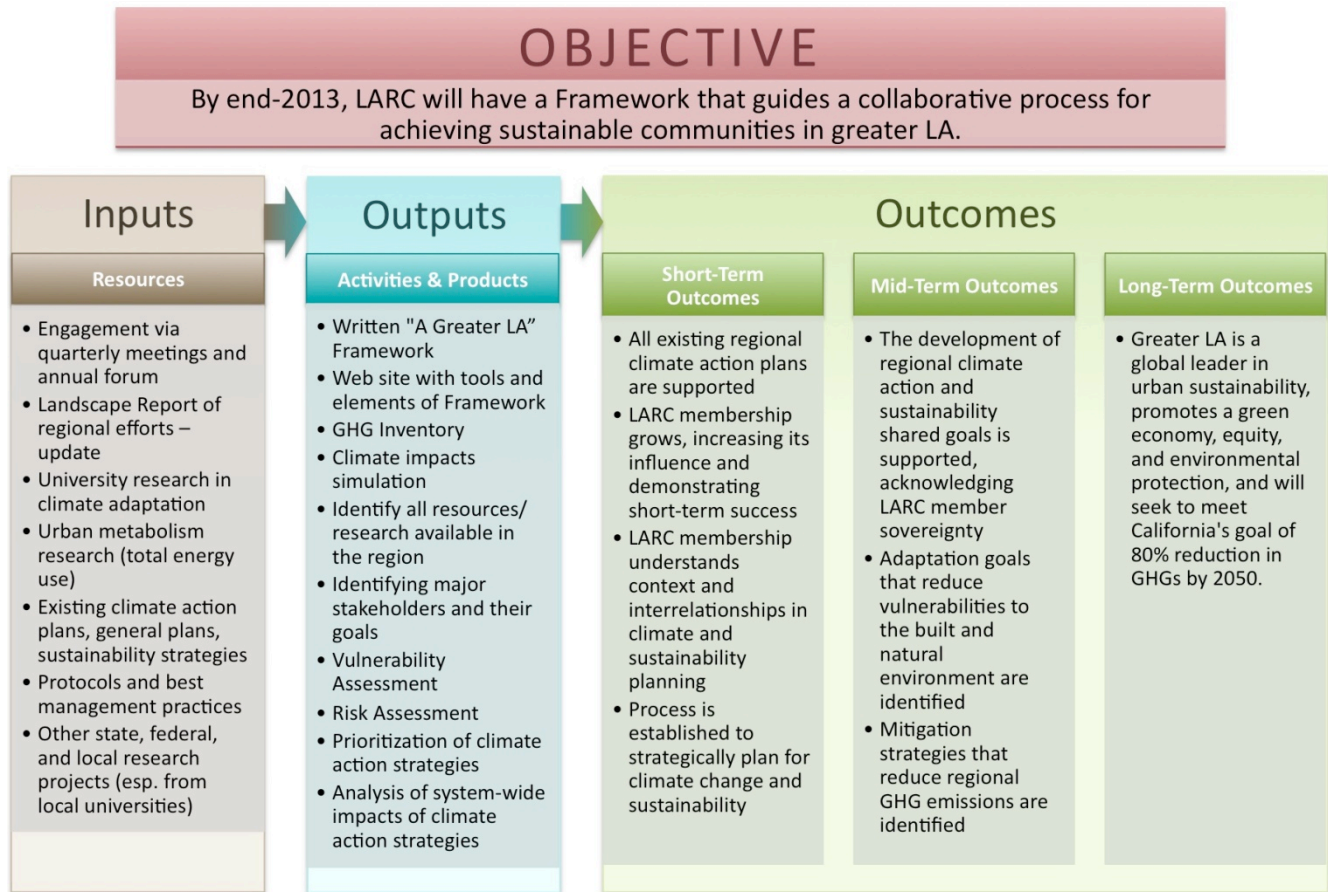 OBJECTIVE
By end-2013, LARC will have a Framework that guides a collaborative process for
achieving sustainable communities in greater LA.
Inputs
Resources
• Engagement via
quarterly meetings and
annual forum
• Landscape Report of
regional efforts –
update
• University research in
climate adaptation
• Urban metabolism
research (total energy
use)
• Existing climate action
plans, general plans,
sustainability strategies
• Protocols and best
management practices
• Other state, federal,
and local research
projects (esp. from
local universities)
Outputs
Activities & Products
• Written "A Greater LA”
Framework
• Web site with tools and
elements of Framework
• GHG Inventory
• Climate impacts
simulation
• Identify all resources/
research available in
the region
• Identifying major
stakeholders and their
goals
• Vulnerability
Assessment
• Risk Assessment
• Prioritization of climate
action strategies
• Analysis of system-wide
impacts of climate
action strategies
Outcomes
Short-Term
Outcomes
• All existing regional
climate action plans
are supported
• LARC membership
grows, increasing its
influence and
demonstrating
short-term success
• LARC membership
understands
context and
interrelationships in
climate and
sustainability
planning
• Process is
established to
strategically plan for
climate change and
sustainability
Mid-Term Outcomes
• The development of
regional climate
action and
sustainability
shared goals is
supported,
acknowledging
LARC member
sovereignty
• Adaptation goals
that reduce
vulnerabilities to
the built and
natural
environment are
identified
• Mitigation
strategies that
reduce regional
GHG emissions are
identified
Long-Term Outcomes
• Greater LA is a
global leader in
urban sustainability,
promotes a green
economy, equity,
and environmental
protection, and will
seek to meet
California's goal of
80% reduction in
GHGs by 2050.